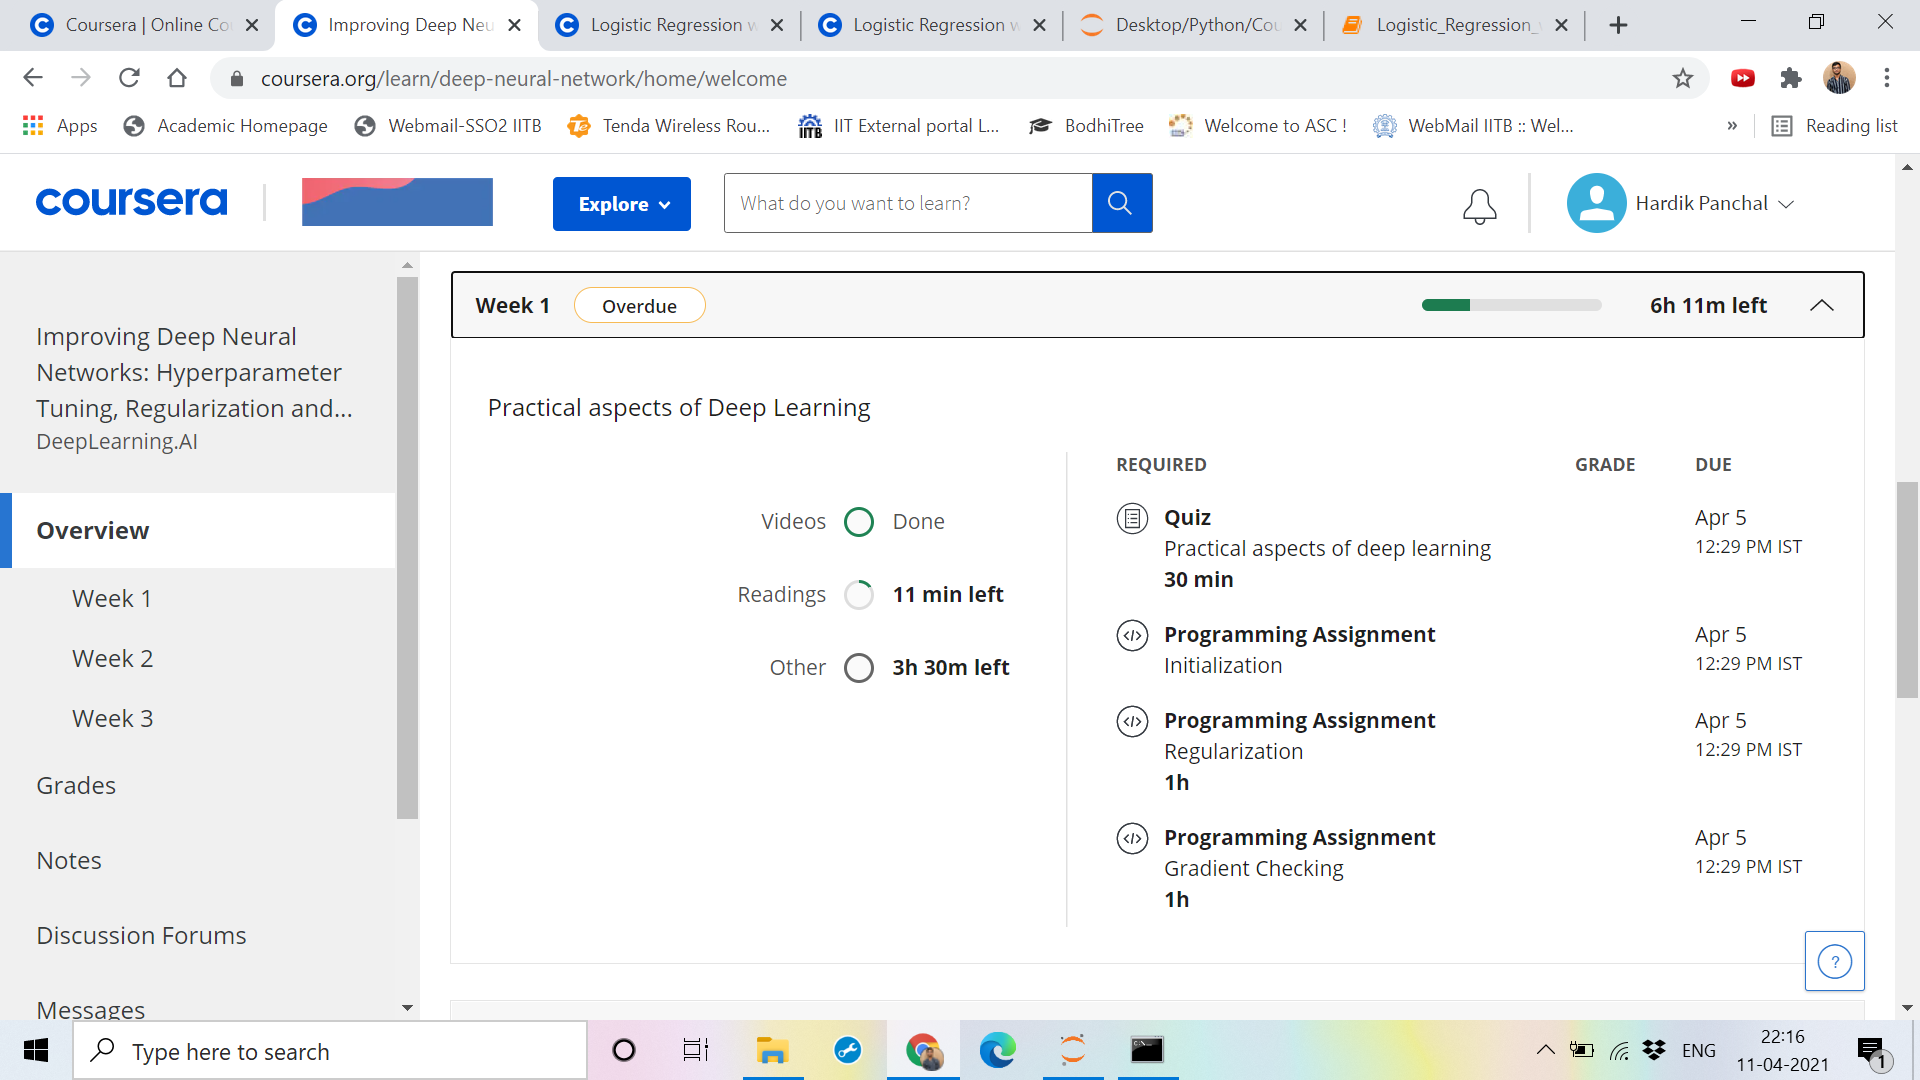 Coursera | Online Co
Improving Deep Neu
Logistic Regression w
Logistic Regression w
Desktop/Python/Cou
Logistic_Regression_
coursera.org/learn/deep-neural-network/home/welcome
Apps
Academic Homepage
Webmail-SSO2 IITB
Tenda Wireless Rou...
IIT External portal L...
BodhiTree
Welcome to ASC !
WebMail IITB :: Wel...
»
Reading list
coursera
Explore
What do you want to learn?
Hardik Panchal
Improving Deep Neural
Networks: Hyperparameter
Tuning, Regularization and...
DeepLearning.AI
Overview
Week 1
Week 2
Week 3
Grades
Notes
Discussion Forums
Messages
Week 1
Overdue
6h 11m left
Practical aspects of Deep Learning
Videos Done
Readings 11 min left
Other 3h 30m left
REQUIRED GRADE DUE
Quiz Apr 5
Practical aspects of deep learning 12:29 PM IST
30 min
Programming Assignment Apr 5
Initialization 12:29 PM IST
Programming Assignment Apr 5
Regularization 12:29 PM IST
1h
Programming Assignment Apr 5
Gradient Checking 12:29 PM IST
1h
?
Type here to search
ENG
22:16
11-04-2021
1